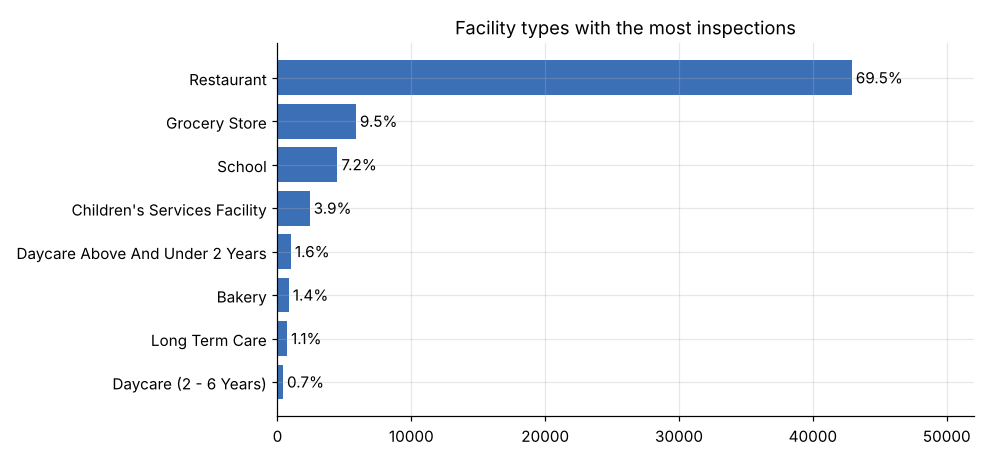 Facility types with the most inspections
Restaurant 69.5%
Grocery Store 9.5%
School 7.2%
Children's Services Facility 3.9%
Daycare Above And Under 2 Years 1.6%
Bakery 1.4%
Long Term Care 1.1%
Daycare (2 - 6 Years) 0.7%
0 10000 20000 30000 40000 50000